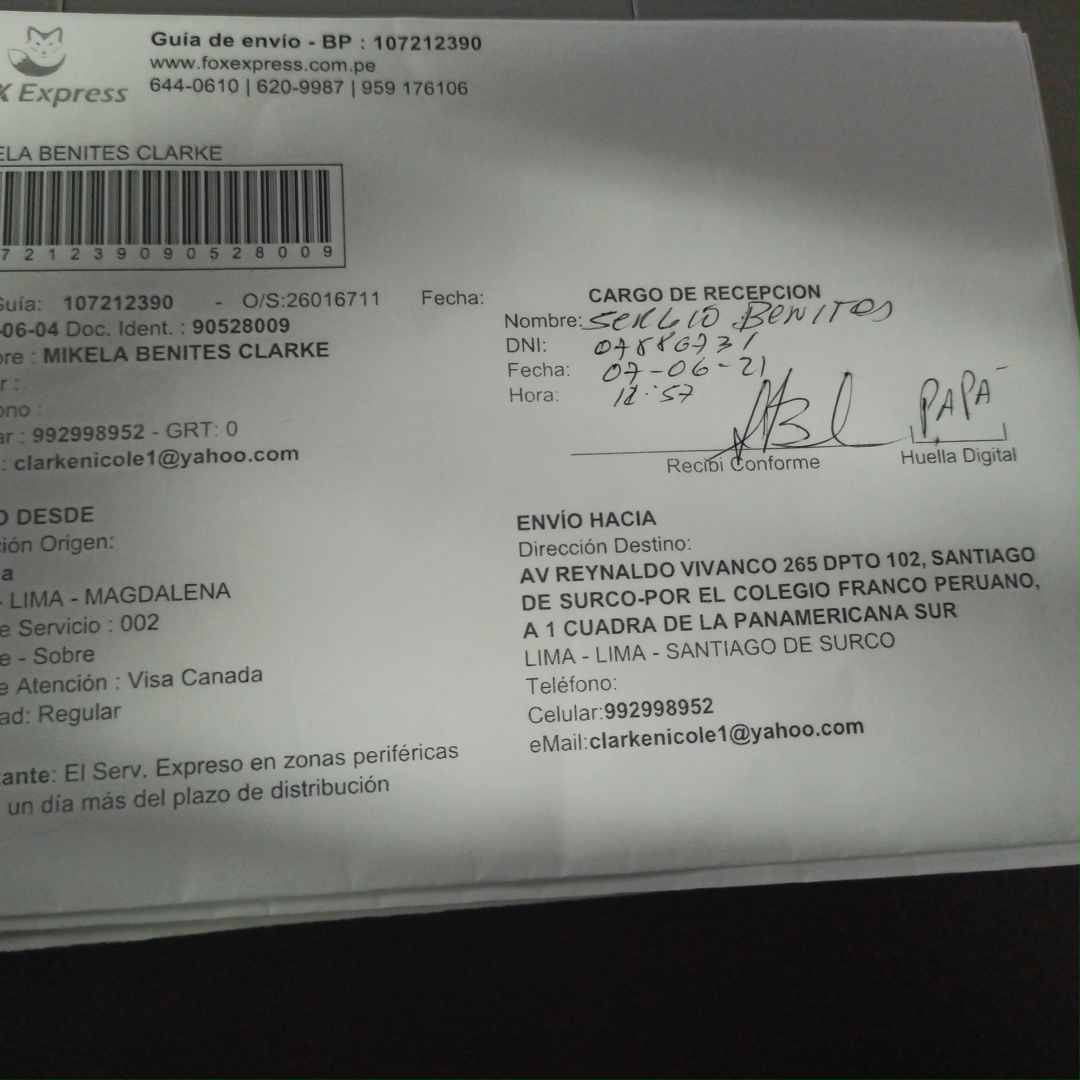 Guía de envío - BP : 107212390
www.foxexpress.com.pe
644-0610 | 620-9987 | 959 176106
X Express
ELA BENITES CLARKE
7 2 1 2 3 9 0 9 0 5 2 8 0 0 9
Guía: 107212390 - O/S:26016711 Fecha:
-06-04 Doc. Ident. : 90528009
bre : MIKELA BENITES CLARKE
r :
ono :
ar : 992998952 - GRT: 0
: clarkenicole1@yahoo.com
CARGO DE RECEPCION
Nombre: SERGIO BENITES
DNI: 07886731
Fecha: 07-06-21
Hora: 12:57
PAPA
Recibi Conforme
Huella Digital
O DESDE
ión Origen:
a
- LIMA - MAGDALENA
e Servicio : 002
e - Sobre
e Atención : Visa Canada
ad: Regular
ENVÍO HACIA
Dirección Destino:
AV REYNALDO VIVANCO 265 DPTO 102, SANTIAGO
DE SURCO-POR EL COLEGIO FRANCO PERUANO,
A 1 CUADRA DE LA PANAMERICANA SUR
LIMA - LIMA - SANTIAGO DE SURCO
Teléfono:
Celular:992998952
eMail:clarkenicole1@yahoo.com
tante: El Serv. Expreso en zonas periféricas
un día más del plazo de distribución